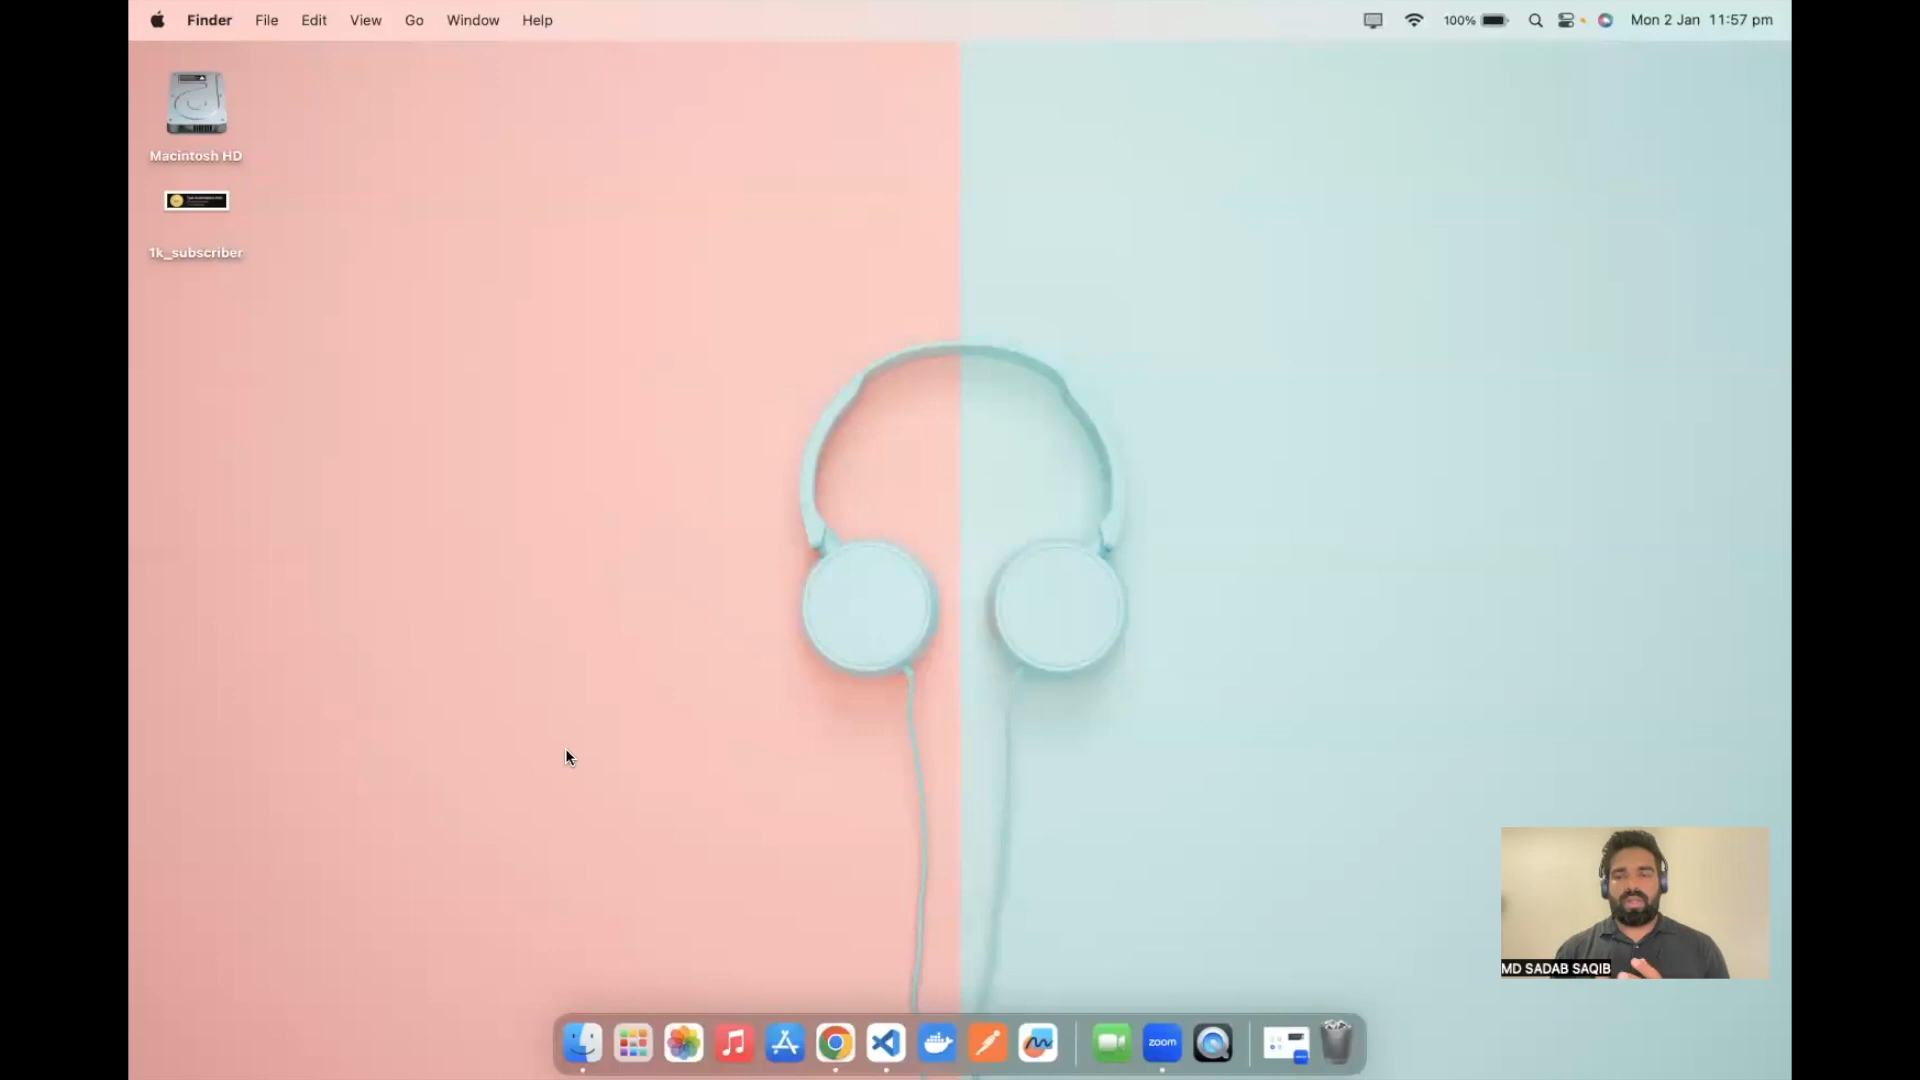 Finder File Edit View Go Window Help 100% Mon 2 Jan 11:57 pm
Macintosh HD
1k_subscriber
MD SADAB SAQIB
zoom